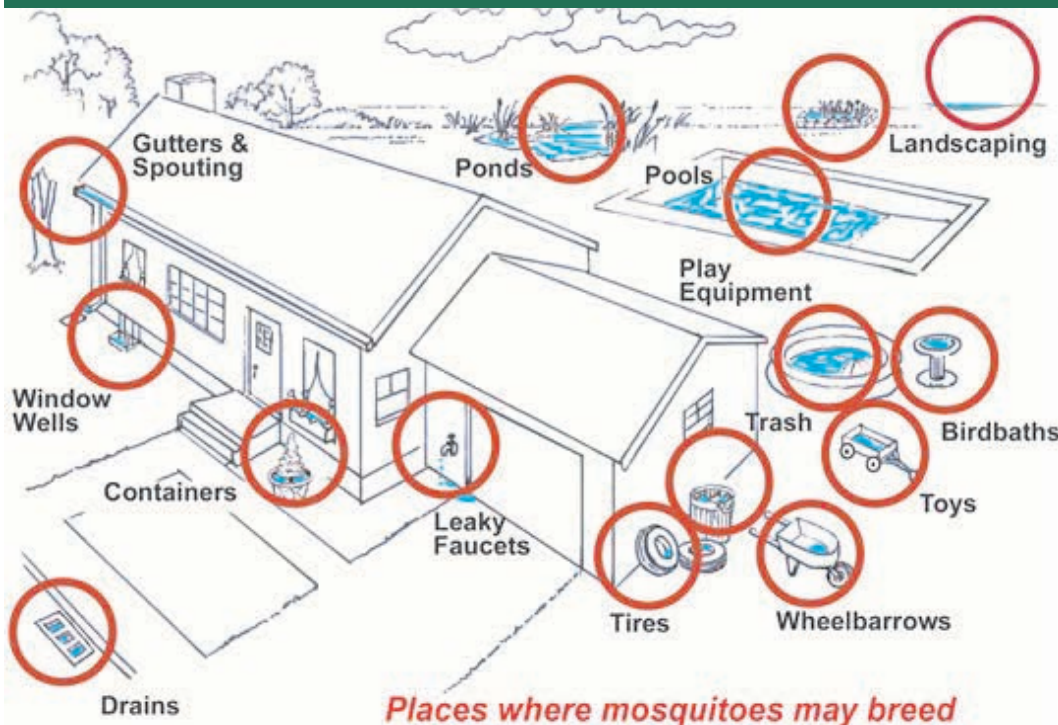 Gutters &
Spouting
Ponds
Landscaping
Pools
Play
Equipment
Window
Wells
Trash
Birdbaths
Containers
Leaky
Faucets
Toys
Tires
Wheelbarrows
Drains
Places where mosquitoes may breed